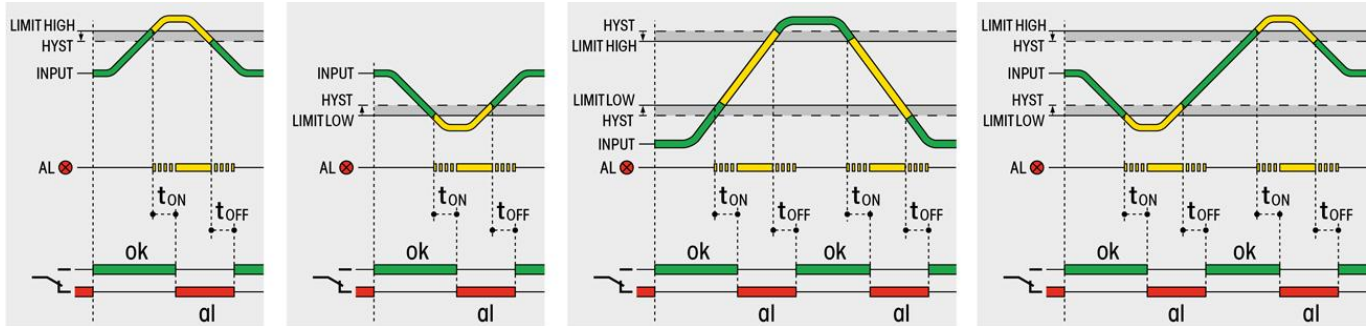 LIMIT HIGH
HYST
INPUT
AL
tON
tOFF
ok
al
INPUT
HYST
LIMIT LOW
AL
tON
tOFF
ok
al
HYST
LIMIT HIGH
LIMIT LOW
HYST
INPUT
AL
tON
tOFF
tON
tOFF
ok
ok
al
al
LIMIT HIGH
HYST
INPUT
HYST
LIMIT LOW
AL
tON
tOFF
tON
tOFF
ok
ok
al
al